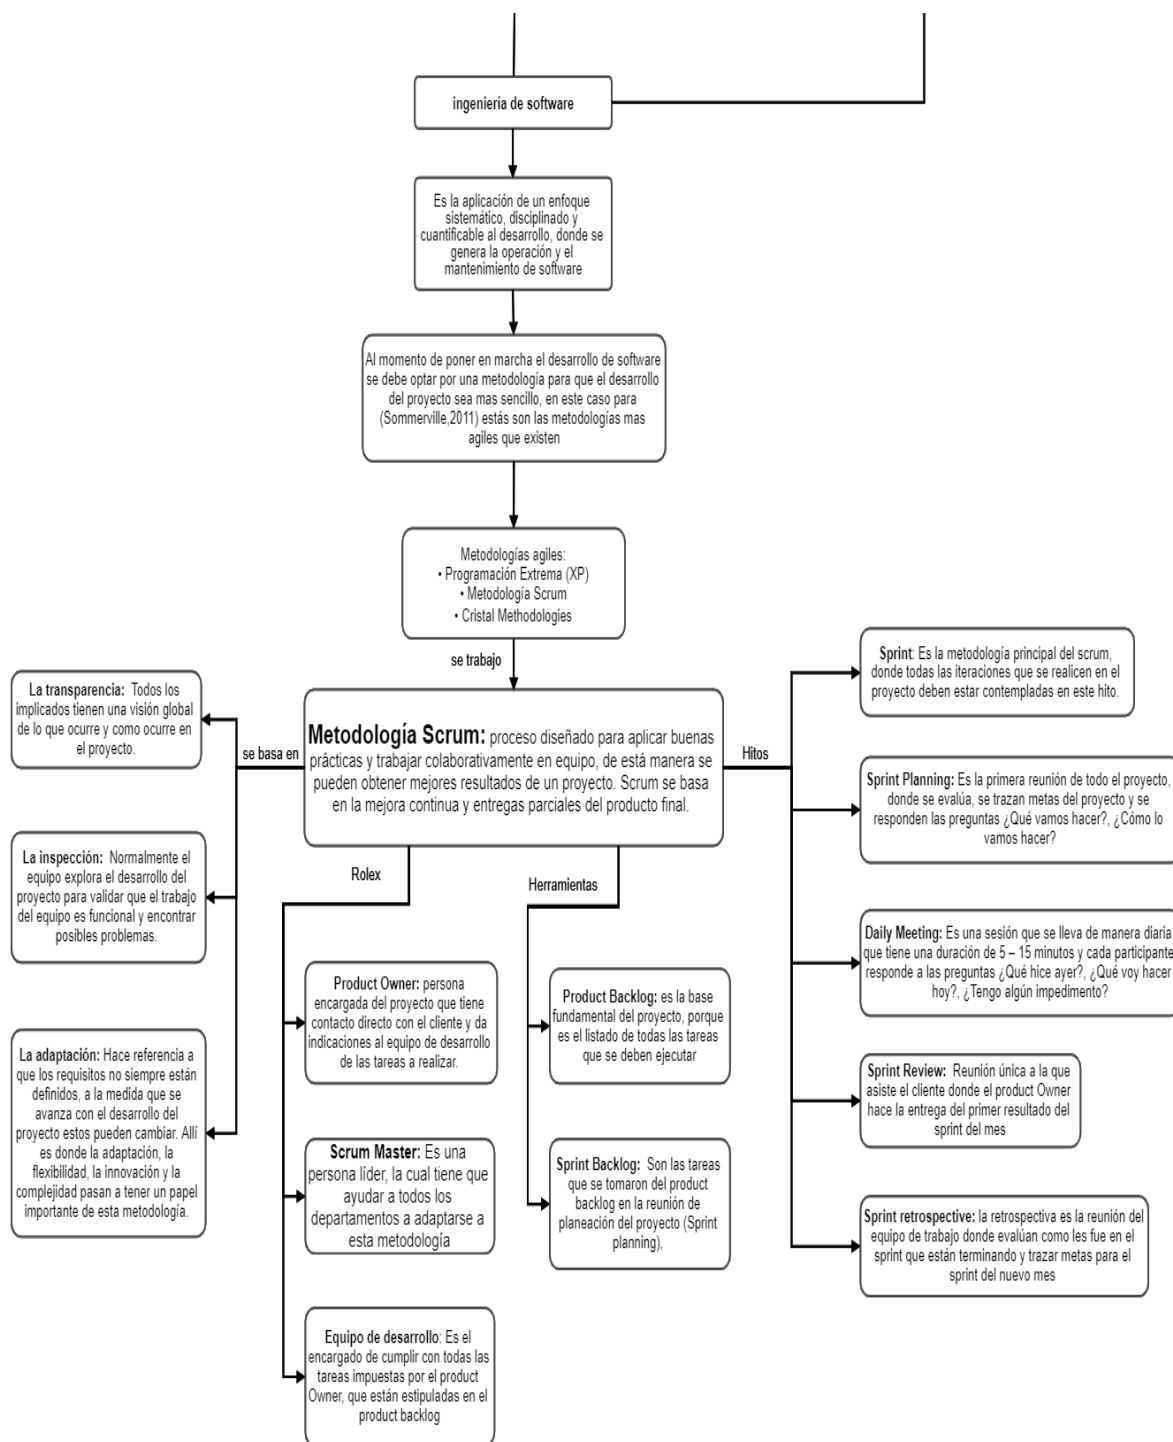 ingeniería de software
Es la aplicación de un enfoque
sistemático, disciplinado y
cuantificable al desarrollo, donde se
genera la operación y el
mantenimiento de software
Al momento de poner en marcha el desarrollo de software
se debe optar por una metodología para que el desarrollo
del proyecto sea mas sencillo, en este caso para
(Sommerville,2011) estás son las metodologías mas
agiles que existen
Metodologías agiles:
• Programación Extrema (XP)
• Metodología Scrum
• Cristal Methodologies
se trabajo
Metodología Scrum: proceso diseñado para aplicar buenas
prácticas y trabajar colaborativamente en equipo, de está manera se
pueden obtener mejores resultados de un proyecto. Scrum se basa
en la mejora continua y entregas parciales del producto final.
se basa en
La transparencia: Todos los
implicados tienen una visión global
de lo que ocurre y como ocurre en
el proyecto.
La inspección: Normalmente el
equipo explora el desarrollo del
proyecto para validar que el trabajo
del equipo es funcional y encontrar
posibles problemas.
La adaptación: Hace referencia a
que los requisitos no siempre están
definidos, a la medida que se
avanza con el desarrollo del
proyecto estos pueden cambiar. Allí
es donde la adaptación, la
flexibilidad, la innovación y la
complejidad pasan a tener un papel
importante de esta metodología.
Rolex
Product Owner: persona
encargada del proyecto que tiene
contacto directo con el cliente y da
indicaciones al equipo de desarrollo
de las tareas a realizar.
Scrum Master: Es una
persona líder, la cual tiene que
ayudar a todos los
departamentos a adaptarse a
esta metodología
Equipo de desarrollo: Es el
encargado de cumplir con todas las
tareas impuestas por el product
Owner, que están estipuladas en el
product backlog
Herramientas
Product Backlog: es la base
fundamental del proyecto, porque
es el listado de todas las tareas
que se deben ejecutar
Sprint Backlog: Son las tareas
que se tomaron del product
backlog en la reunión de
planeación del proyecto (Sprint
planning),
Hitos
Sprint: Es la metodología principal del scrum,
donde todas las iteraciones que se realicen en el
proyecto deben estar contempladas en este hito.
Sprint Planning: Es la primera reunión de todo el proyecto,
donde se evalúa, se trazan metas del proyecto y se
responden las preguntas ¿Qué vamos hacer?, ¿Cómo lo
vamos hacer?
Daily Meeting: Es una sesión que se lleva de manera diaria
que tiene una duración de 5 – 15 minutos y cada participante
responde a las preguntas ¿Qué hice ayer?, ¿Qué voy hacer
hoy?, ¿Tengo algún impedimento?
Sprint Review: Reunión única a la que
asiste el cliente donde el product Owner
hace la entrega del primer resultado del
sprint del mes
Sprint retrospective: la retrospectiva es la reunión del
equipo de trabajo donde evalúan como les fue en el
sprint que están terminando y trazar metas para el
sprint del nuevo mes